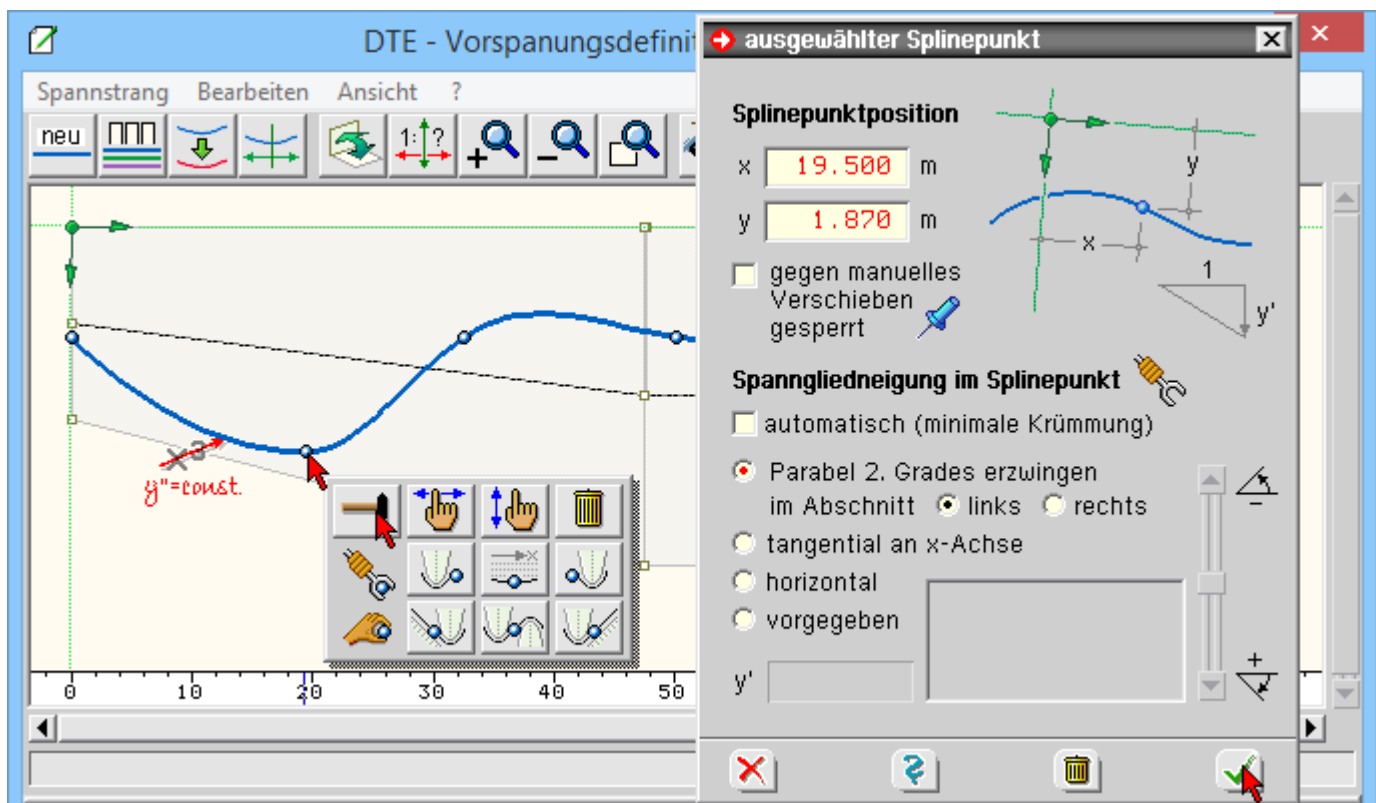 DTE - Vorspanungsdefinit
Spannstrang Bearbeiten Ansicht ?
neu
1:
?
y"=const.
0 10 20 30 40 50
ausgewählter Splinepunkt
Splinepunktposition
x 19.500 m
y 1.870 m
y
x
gegen manuelles
Verschieben
gesperrt
1
y'
Spanngliedneigung im Splinepunkt
automatisch (minimale Krümmung)
Parabel 2. Grades erzwingen
im Abschnitt links rechts
tangential an x-Achse
horizontal
vorgegeben
y'